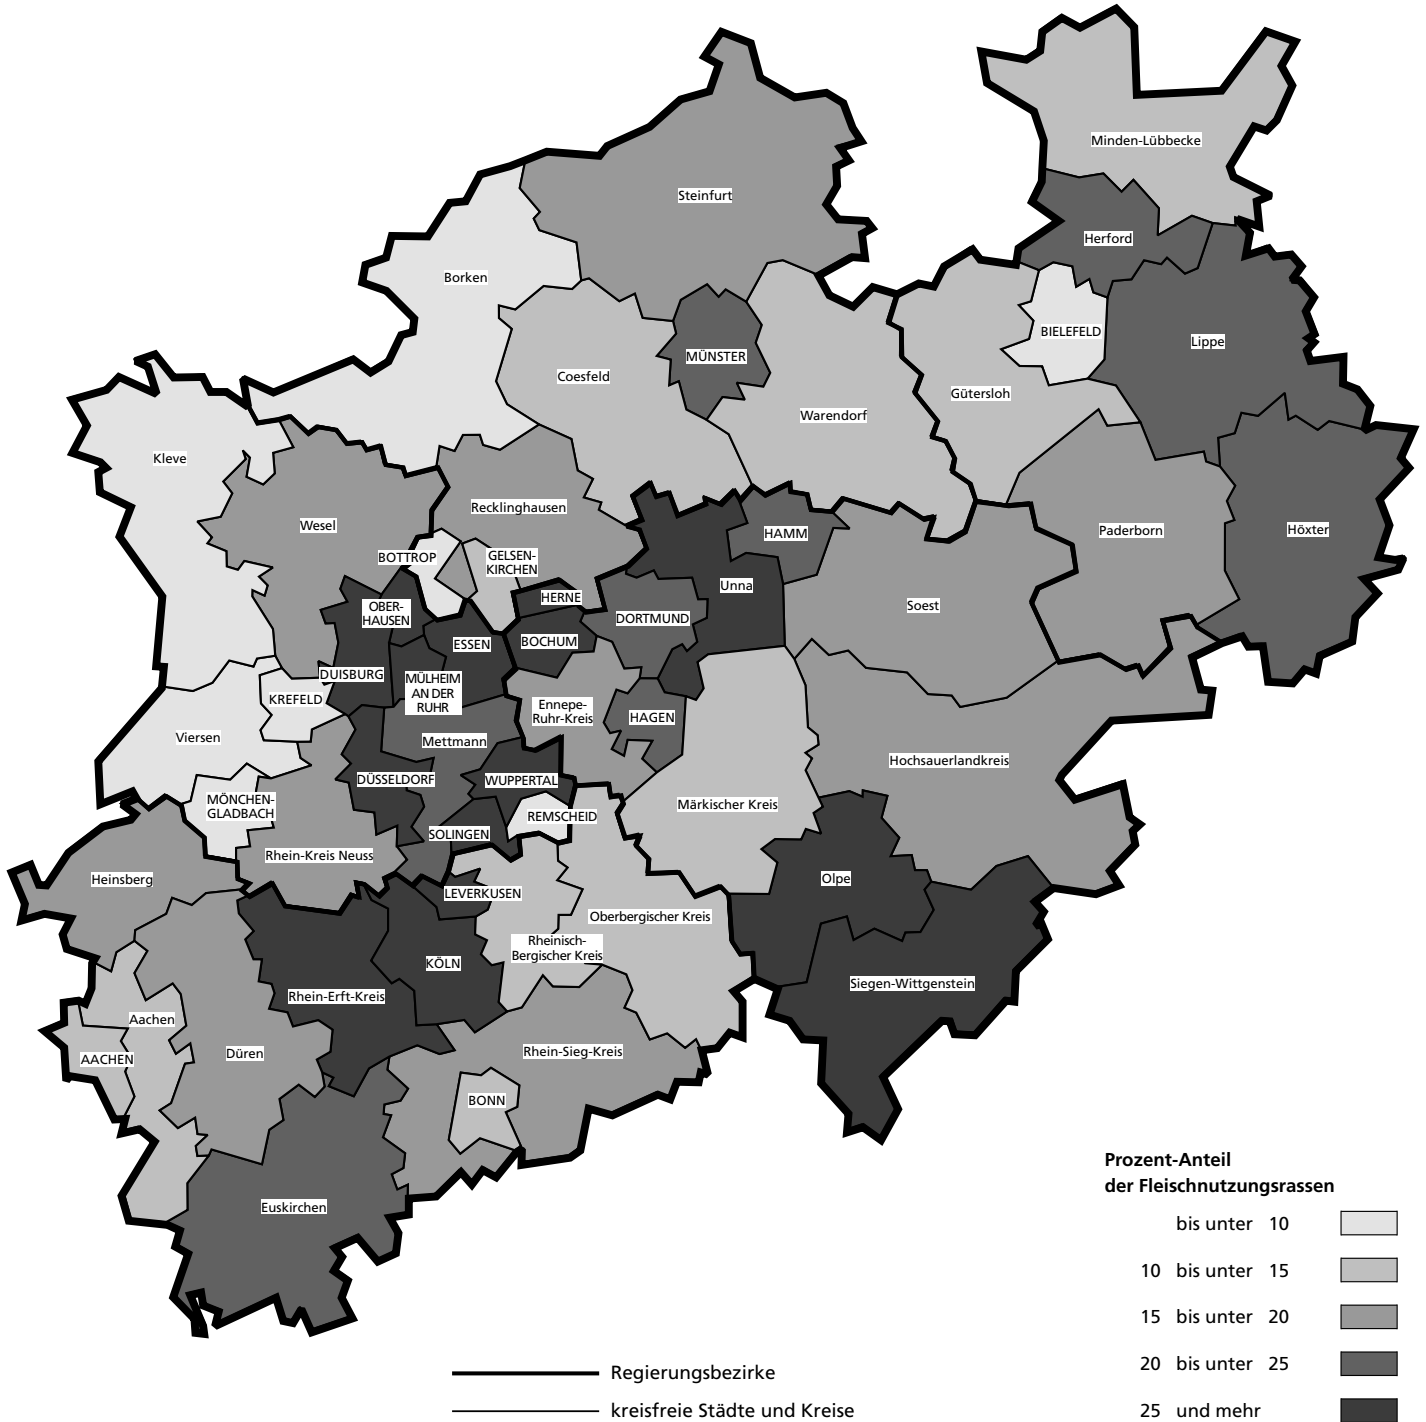 Minden-Lübbecke
Steinfurt
Herford
Borken
BIELEFELD
Lippe
MÜNSTER
Coesfeld
Gütersloh
Warendorf
Kleve
Recklinghausen
Wesel
HAMM
Paderborn
Höxter
BOTTROP
GELSEN-
KIRCHEN
Unna
HERNE
Soest
OBER-
HAUSEN
DORTMUND
ESSEN
BOCHUM
DUISBURG
MÜLHEIM
AN DER
RUHR
KREFELD
Ennepe-
Ruhr-Kreis
HAGEN
Viersen
Mettmann
Hochsauerlandkreis
DÜSSELDORF
WUPPERTAL
MÖNCHEN-
GLADBACH
Märkischer Kreis
REMSCHEID
SOLINGEN
Rhein-Kreis Neuss
Heinsberg
Olpe
LEVERKUSEN
Oberbergischer Kreis
Rheinisch-
Bergischer Kreis
KÖLN
Siegen-Wittgenstein
Rhein-Erft-Kreis
Aachen
AACHEN
Düren
Rhein-Sieg-Kreis
BONN
Euskirchen
Prozent-Anteil
der Fleischnutzungsrassen
bis unter 10
10 bis unter 15
15 bis unter 20
20 bis unter 25
25 und mehr
Regierungsbezirke
kreisfreie Städte und Kreise